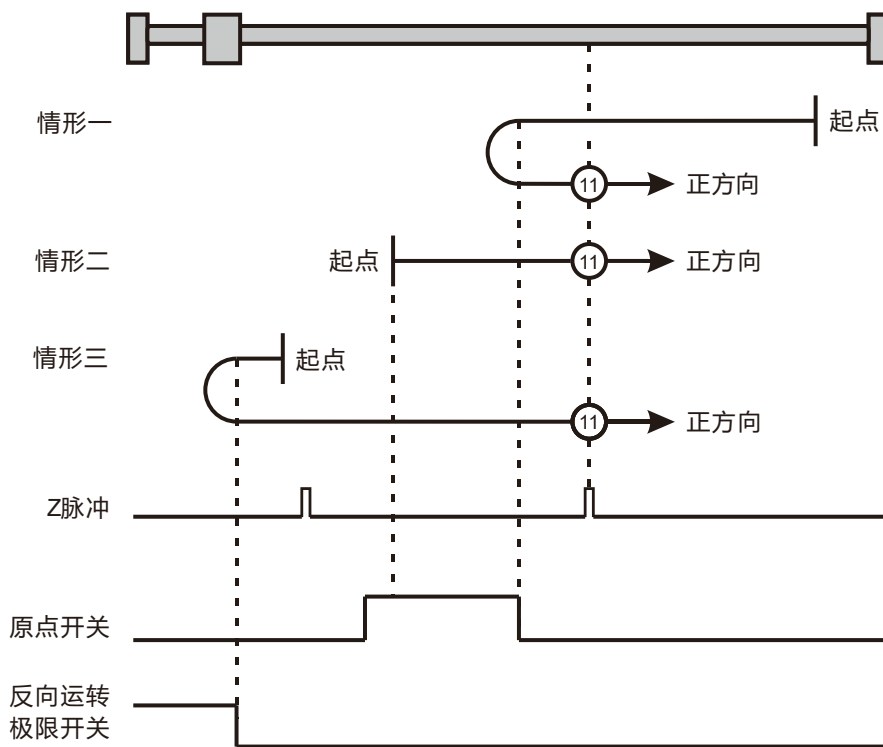 情形一
起点
11
正方向
情形二
起点
11
正方向
情形三
起点
11
正方向
Z脉冲
原点开关
反向运转
极限开关